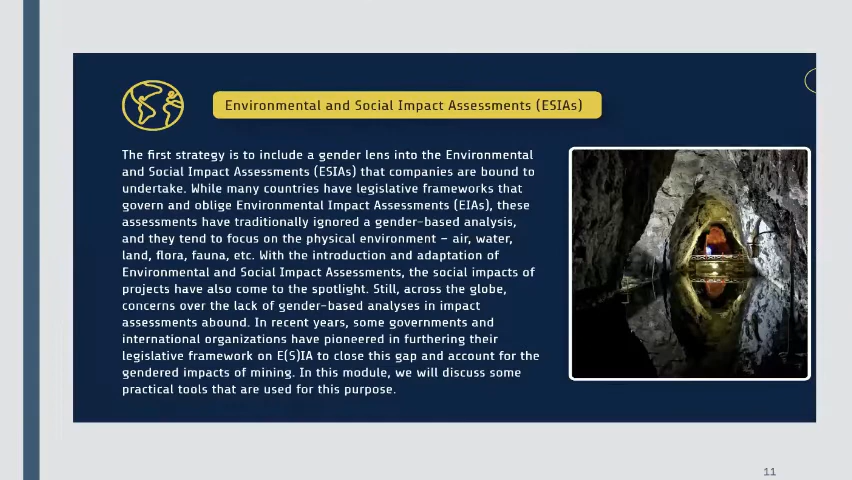 Environmental and Social Impact Assessments (ESIAs)
The first strategy is to include a gender lens into the Environmental
and Social Impact Assessments (ESIAs) that companies are bound to
undertake. While many countries have legislative frameworks that
govern and oblige Environmental Impact Assessments (EIAs), these
assessments have traditionally ignored a gender-based analysis,
and they tend to focus on the physical environment – air, water,
land, flora, fauna, etc. With the introduction and adaptation of
Environmental and Social Impact Assessments, the social impacts of
projects have also come to the spotlight. Still, across the globe,
concerns over the lack of gender-based analyses in impact
assessments abound. In recent years, some governments and
international organizations have pioneered in furthering their
legislative framework on E(S)IA to close this gap and account for the
gendered impacts of mining. In this module, we will discuss some
practical tools that are used for this purpose.
11